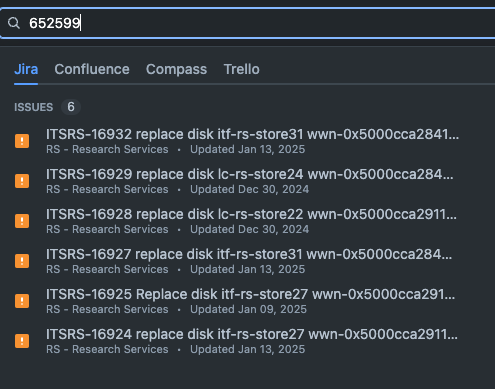 652599
Jira Confluence Compass Trello
ISSUES 6
ITSRS-16932 replace disk itf-rs-store31 wwn-0x5000cca2841...
RS - Research Services • Updated Jan 13, 2025
ITSRS-16929 replace disk lc-rs-store24 wwn-0x5000cca284...
RS - Research Services • Updated Dec 30, 2024
ITSRS-16928 replace disk lc-rs-store22 wwn-0x5000cca2911...
RS - Research Services • Updated Dec 30, 2024
ITSRS-16927 replace disk itf-rs-store31 wwn-0x5000cca284...
RS - Research Services • Updated Jan 13, 2025
ITSRS-16925 Replace disk itf-rs-store27 wwn-0x5000cca291...
RS - Research Services • Updated Jan 09, 2025
ITSRS-16924 replace disk itf-rs-store27 wwn-0x5000cca2911...
RS - Research Services • Updated Jan 13, 2025